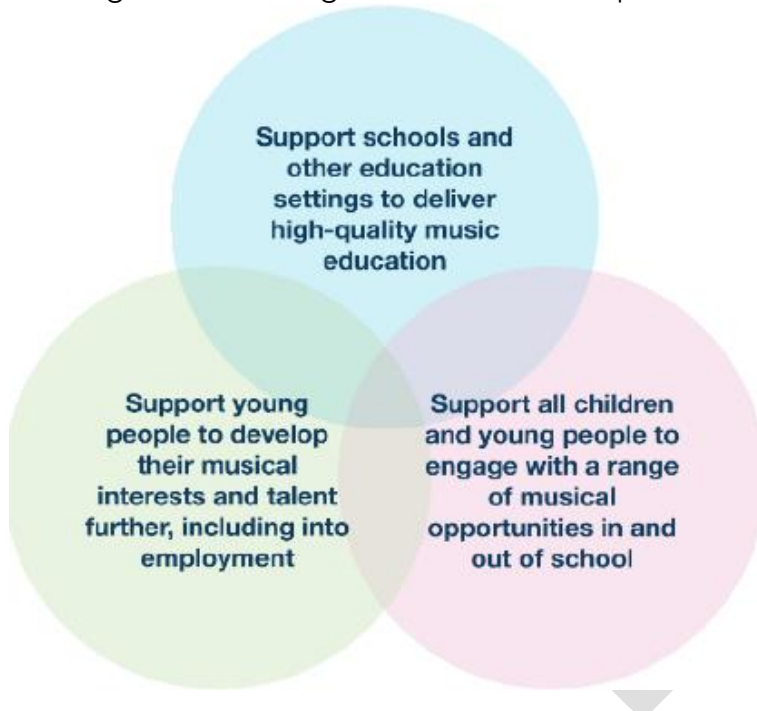 Support schools and
other education
settings to deliver
high-quality music
education
Support young
people to develop
their musical
interests and talent
further, including into
employment
Support all children
and young people to
engage with a range
of musical
opportunities in and
out of school